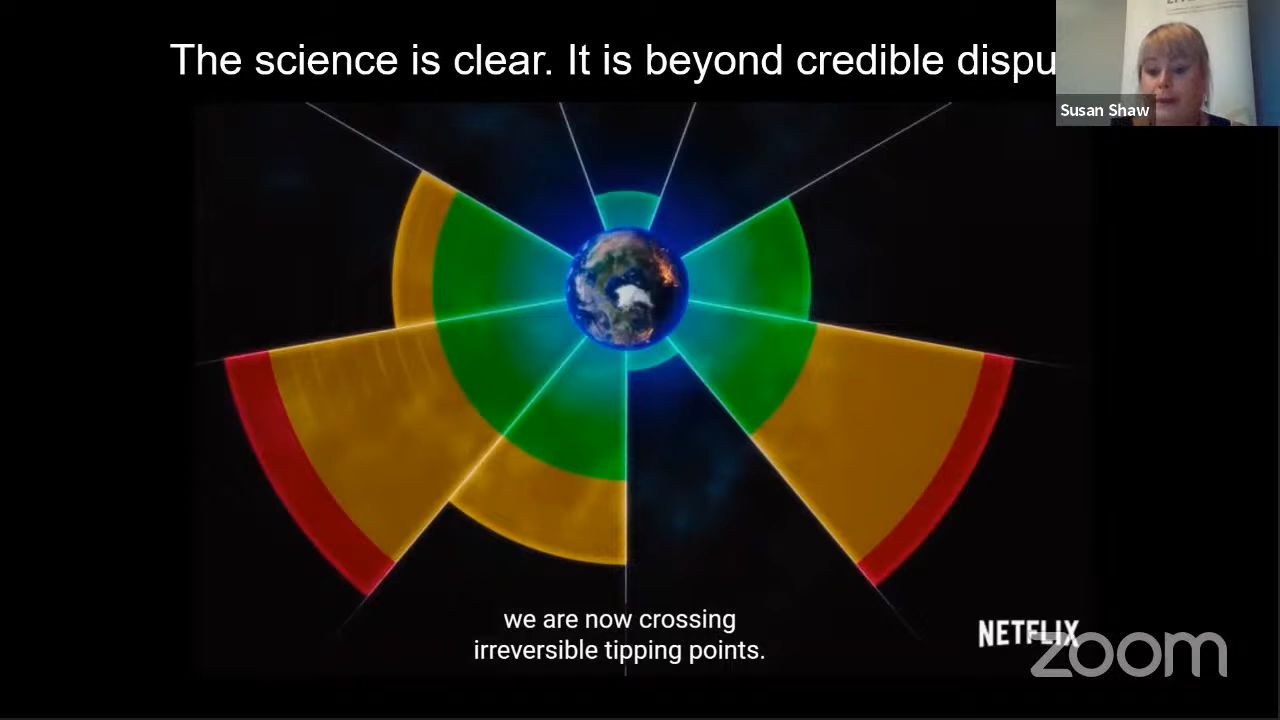 The science is clear. It is beyond credible dispu
Susan Shaw
we are now crossing
irreversible tipping points.
NETFLIX
zoom